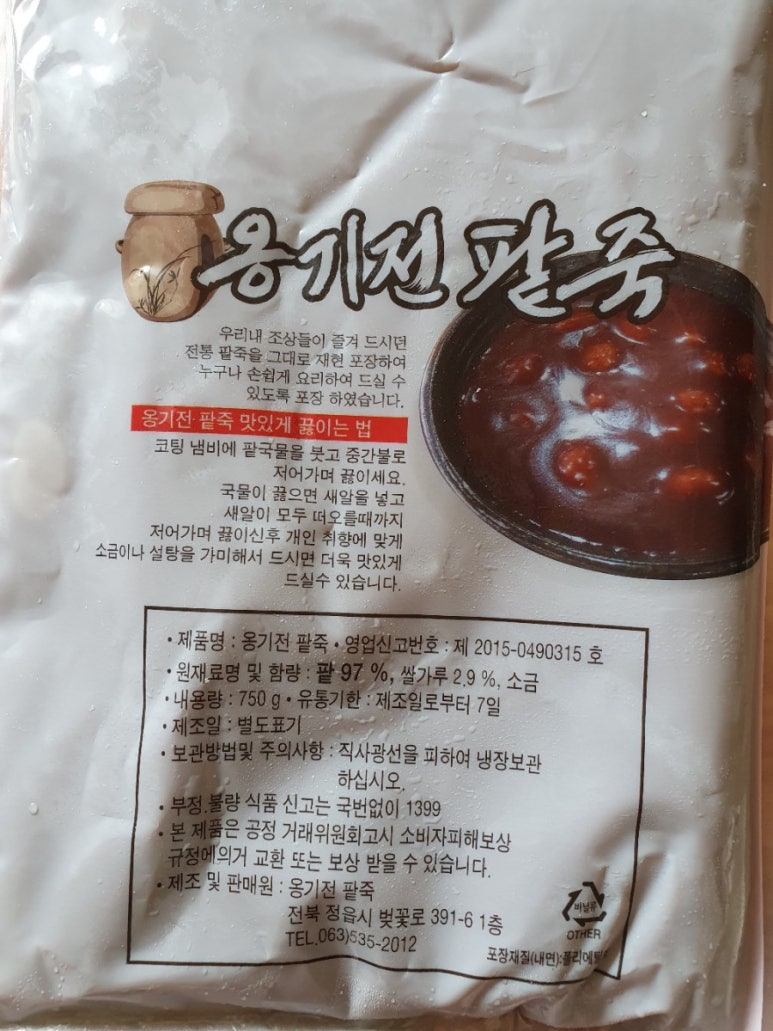 옹기전 팥죽
우리내 조상들이 즐겨 드시던
전통 팥죽을 그대로 재현 포장하여
누구나 손쉽게 요리하여 드실 수
있도록 포장 하였습니다.
옹기전·팥죽 맛있게 끓이는 법
코팅 냄비에 팥국물을 붓고 중간불로
저어가며 끓이세요.
국물이 끓으면 새알을 넣고
새알이 모두 떠오를때까지
저어가며 끓이신후 개인 취향에 맞게
소금이나 설탕을 가미해서 드시면 더욱 맛있게
드실수 있습니다.
• 제품명 : 옹기전 팥죽 • 영업신고번호 : 제 2015-0490315 호
• 원재료명 및 함량 : 팥 97 %, 쌀가루 2.9 %, 소금
• 내용량 : 750 g • 유통기한 : 제조일로부터 7일
• 제조일 : 별도표기
• 보관방법및 주의사항 : 직사광선을 피하여 냉장보관
하십시오.
• 부정.불량 식품 신고는 국번없이 1399
• 본 제품은 공정 거래위원회고시 소비자피해보상
규정에의거 교환 또는 보상 받을 수 있습니다.
• 제조 및 판매원 : 옹기전 팥죽
전북 정읍시 벚꽃로 391-6 1층
TEL.063)535-2012
비닐류
OTHER
포장재질(내면):